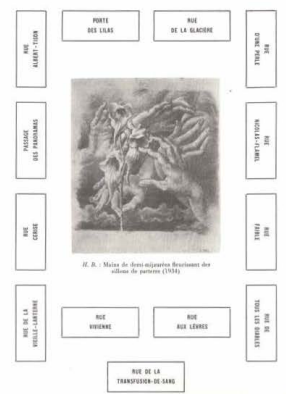 PORTE
DES LILAS
RUE
DE LA GLACIÈRE
RUE
ALBERT-TISON
RUE
D'UNE PERLE
PASSAGE
DES PANORAMAS
RUE
NICOLAS-FLAMEL
RUE
CERISE
RUE
FAIBLE
H. B. : Mains de demi-mijaurées fleurissant des
sillons de parterre (1934)
RUE DE LA
VIEILLE-LANTERNE
RUE
VIVIENNE
RUE
AUX LÈVRES
RUE DE
TOUS LES DIABLES
RUE DE LA
TRANSFUSION-DE-SANG